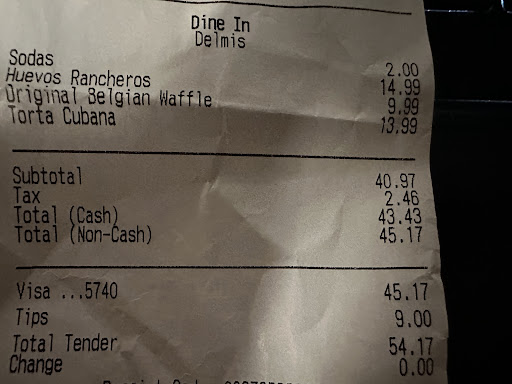 Dine In
Delmis
Sodas 2.00
Huevos Rancheros 14.99
Original Belgian Waffle 9.99
Torta Cubana 13.99
Subtotal 40.97
Tax 2.46
Total (Cash) 43.43
Total (Non-Cash) 45.17
Visa ...5740 45.17
Tips 9.00
Total Tender 54.17
Change 0.00